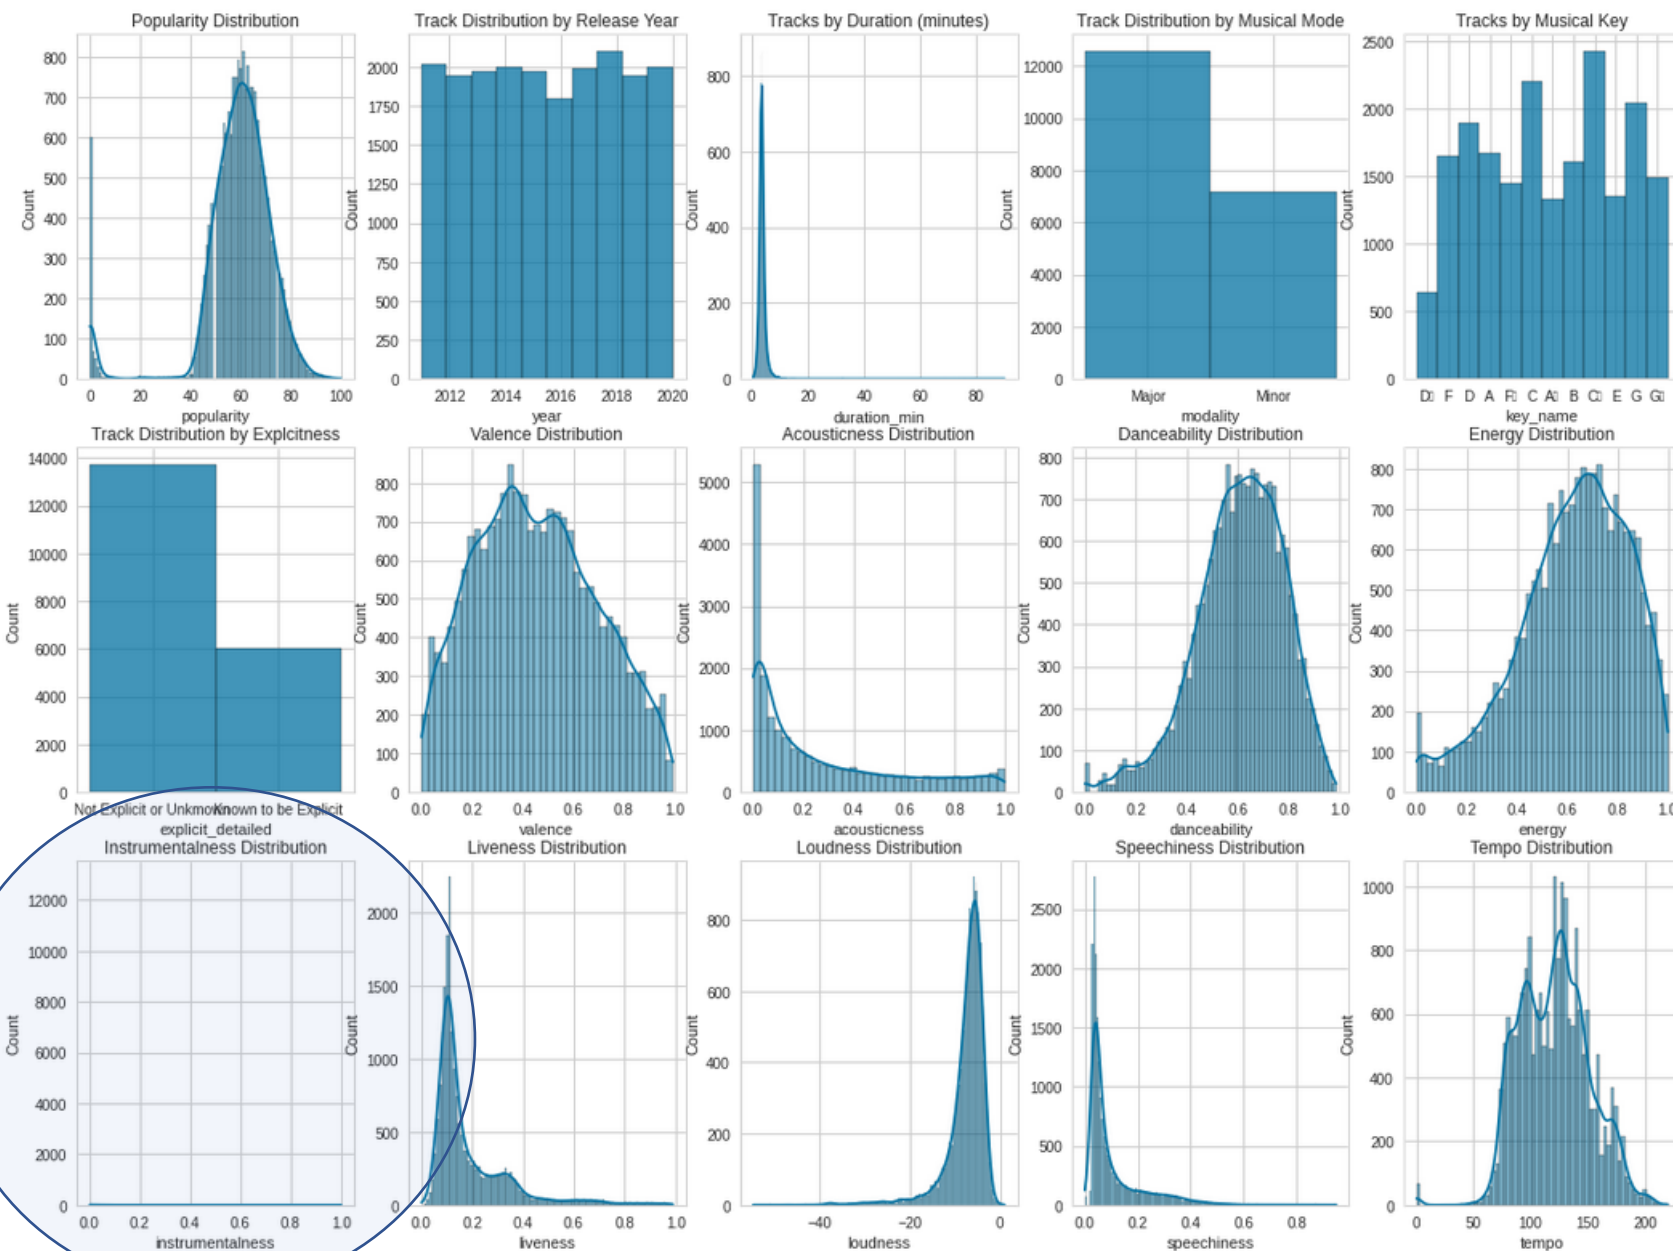 Popularity Distribution
800
700
600
500
400
300
200
100
0
Count
0 20 40 60 80 100
popularity
Track Distribution by Release Year
2000
1750
1500
1250
1000
750
500
250
0
Count
2012 2014 2016 2018 2020
year
Tracks by Duration (minutes)
800
600
400
200
0
Count
0 20 40 60 80
duration_min
Track Distribution by Musical Mode
12000
10000
8000
6000
4000
2000
0
Count
Major Minor
modality
Tracks by Musical Key
2500
2000
1500
1000
500
0
Count
D▯ F D A F▯ C A▯ B C▯ E G G▯
key_name
Track Distribution by Explcitness
14000
12000
10000
8000
6000
4000
2000
0
Count
Not Explicit or Unknown Known to be Explicit
explicit_detailed
Valence Distribution
800
700
600
500
400
300
200
100
0
Count
0.0 0.2 0.4 0.6 0.8 1.0
valence
Acousticness Distribution
5000
4000
3000
2000
1000
0
Count
0.0 0.2 0.4 0.6 0.8 1.0
acousticness
Danceability Distribution
800
700
600
500
400
300
200
100
0
Count
0.0 0.2 0.4 0.6 0.8 1.0
danceability
Energy Distribution
800
700
600
500
400
300
200
100
0
Count
0.0 0.2 0.4 0.6 0.8
energy
Instrumentalness Distribution
12000
10000
8000
6000
4000
2000
0
Count
0.0 0.2 0.4 0.6 0.8 1.0
instrumentalness
Liveness Distribution
2000
1500
1000
500
0
Count
0.0 0.2 0.4 0.6 0.8 1.0
liveness
Loudness Distribution
800
600
400
200
0
Count
−40 −20 0
loudness
Speechiness Distribution
2500
2000
1500
1000
500
0
Count
0.0 0.2 0.4 0.6 0.8
speechiness
Tempo Distribution
1000
800
600
400
200
0
Count
0 50 100 150 200
tempo